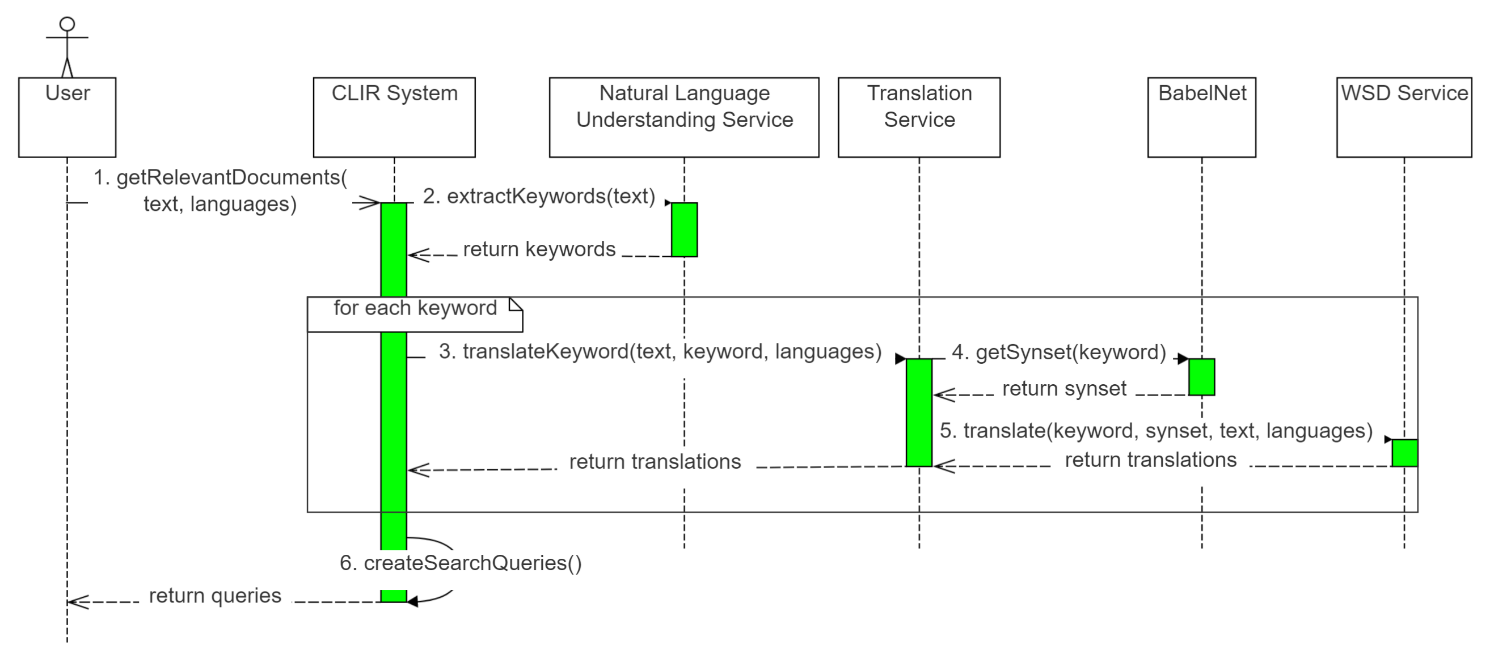 User
CLIR System
Natural Language
Understanding Service
Translation
Service
BabelNet
WSD Service
1. getRelevantDocuments(
text, languages)
2. extractKeywords(text)
return keywords
for each keyword
3. translateKeyword(text, keyword, languages)
4. getSynset(keyword)
return synset
5. translate(keyword, synset, text, languages)
return translations
return translations
6. createSearchQueries()
return queries